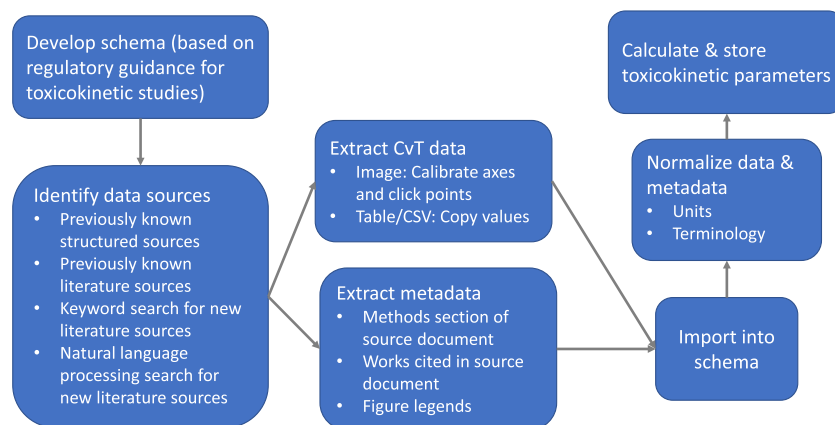 Develop schema (based on
regulatory guidance for
toxicokinetic studies)
Identify data sources
• Previously known
structured sources
• Previously known
literature sources
• Keyword search for new
literature sources
• Natural language
processing search for
new literature sources
Extract CvT data
• Image: Calibrate axes
and click points
• Table/CSV: Copy values
Extract metadata
• Methods section of
source document
• Works cited in source
document
• Figure legends
Import into
schema
Normalize data &
metadata
• Units
• Terminology
Calculate & store
toxicokinetic parameters